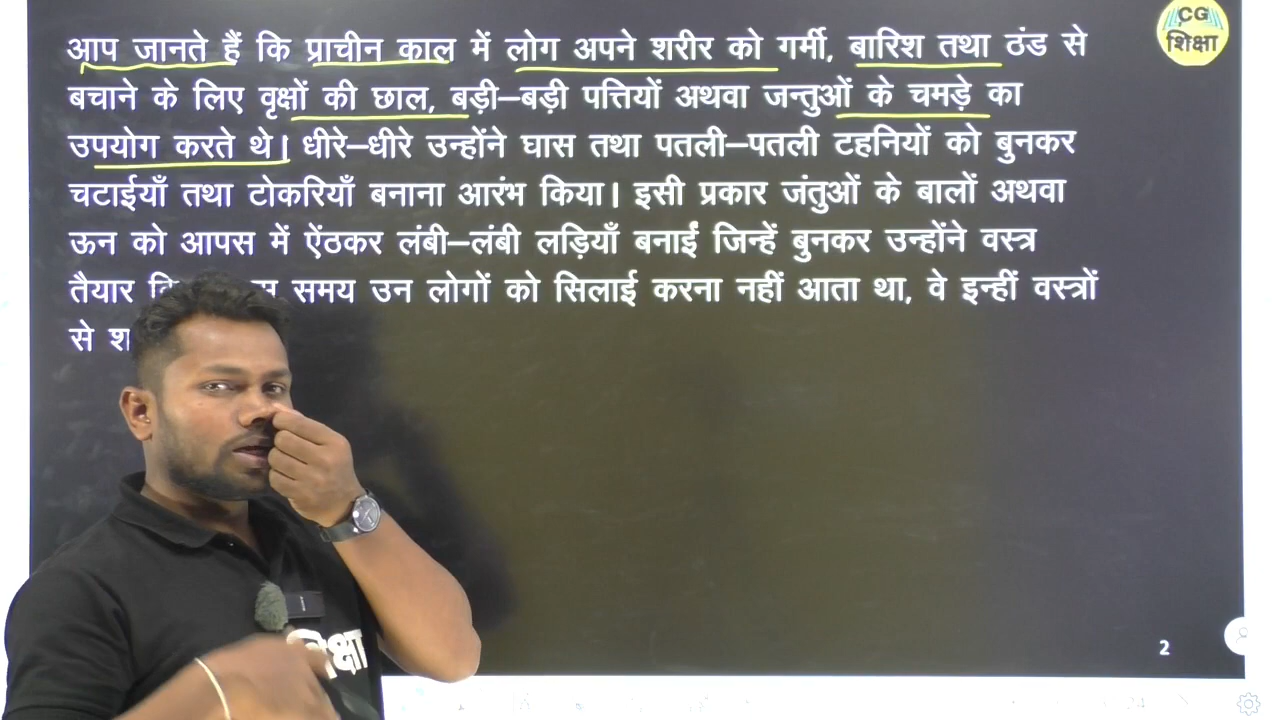 आप जानते हैं कि प्राचीन काल में लोग अपने शरीर को गर्मी, बारिश तथा ठंड से
बचाने के लिए वृक्षों की छाल, बड़ी–बड़ी पत्तियों अथवा जन्तुओं के चमड़े का
उपयोग करते थे। धीरे–धीरे उन्होंने घास तथा पतली–पतली टहनियों को बुनकर
चटाईयाँ तथा टोकरियाँ बनाना आरंभ किया। इसी प्रकार जंतुओं के बालों अथवा
ऊन को आपस में ऐंठकर लंबी–लंबी लड़ियाँ बनाईं जिन्हें बुनकर उन्होंने वस्त्र
तैयार समय उन लोगों को सिलाई करना नहीं आता था, वे इन्हीं वस्त्रों
से
CG
शिक्षा
2